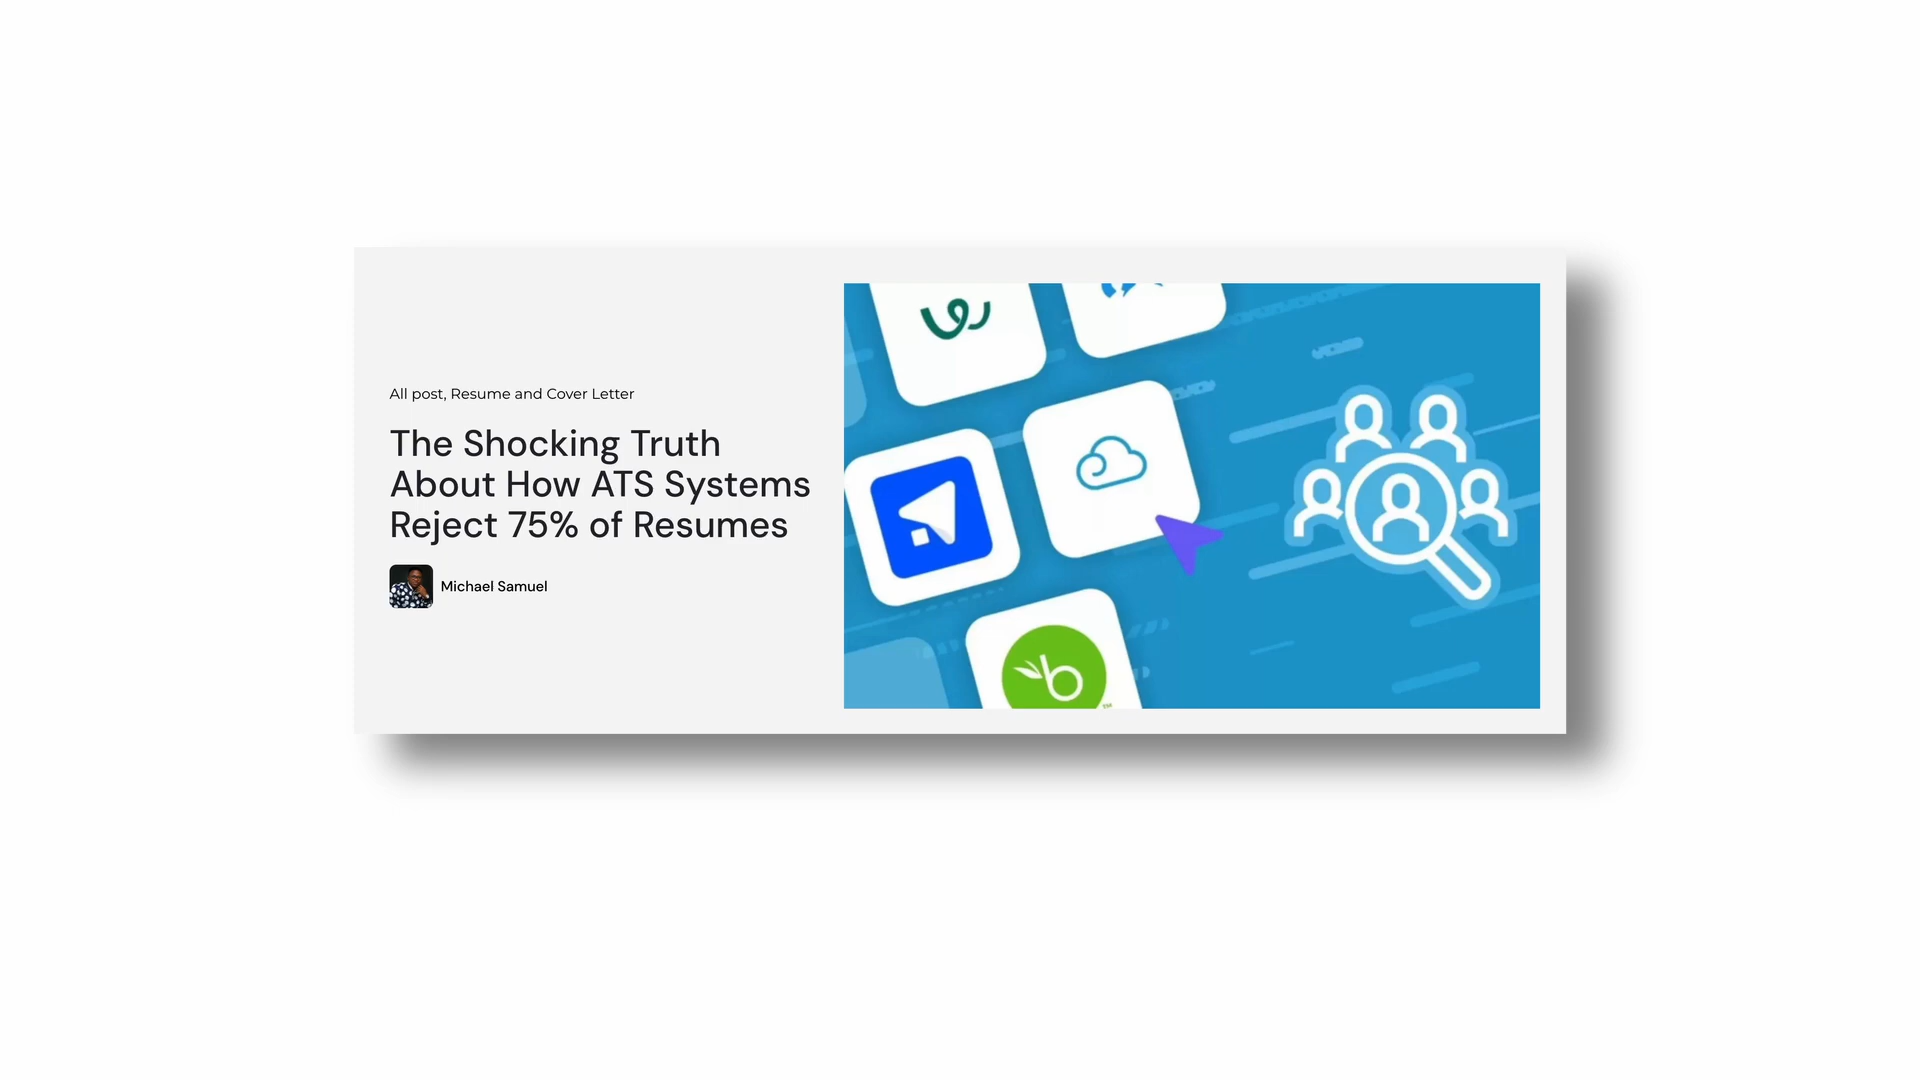 All post, Resume and Cover Letter
The Shocking Truth
About How ATS Systems
Reject 75% of Resumes
Michael Samuel
b
TM